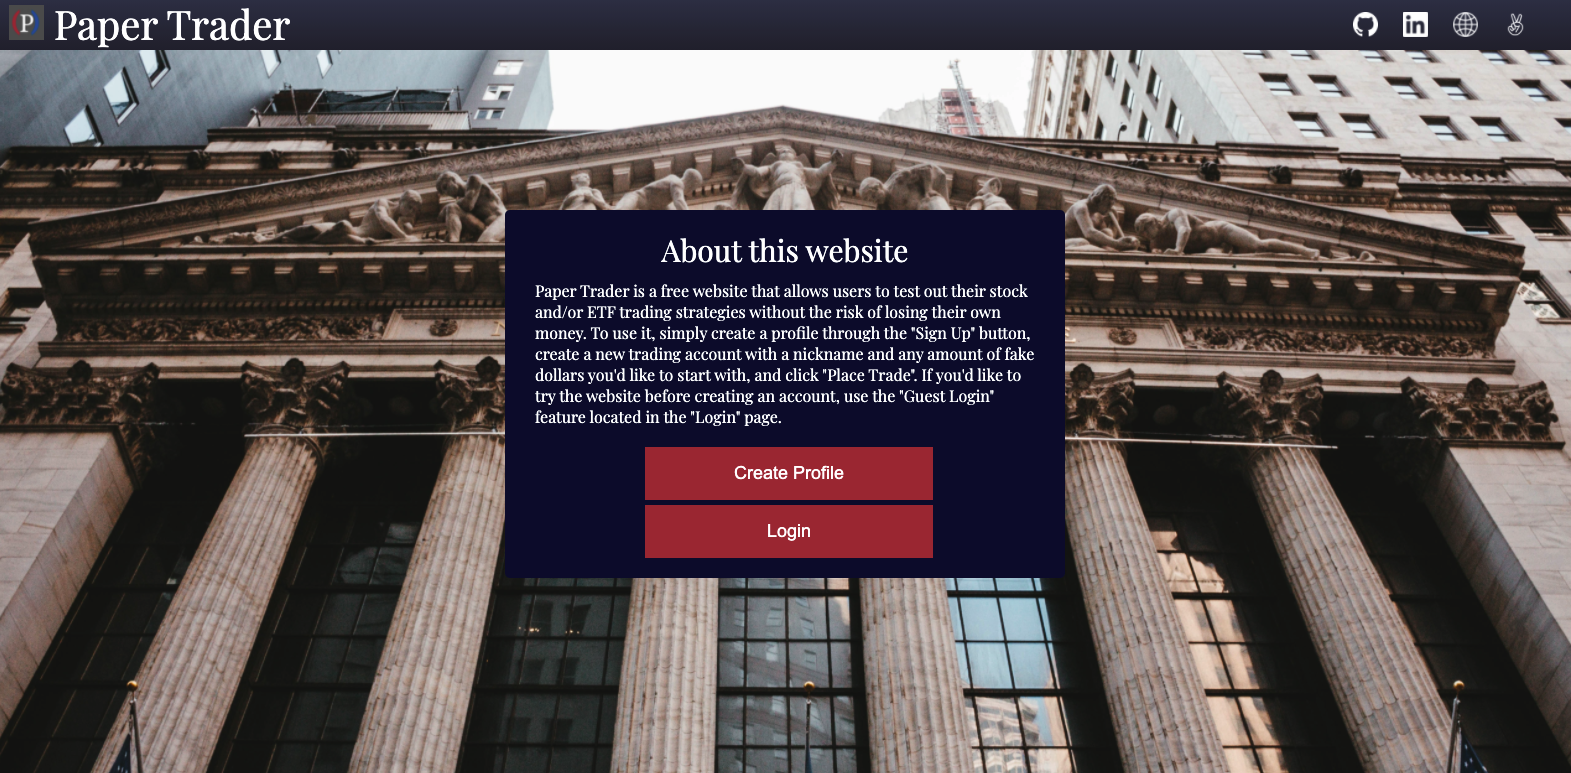 P Paper Trader
in
About this website
Paper Trader is a free website that allows users to test out their stock
and/or ETF trading strategies without the risk of losing their own
money. To use it, simply create a profile through the "Sign Up" button,
create a new trading account with a nickname and any amount of fake
dollars you'd like to start with, and click "Place Trade". If you'd like to
try the website before creating an account, use the "Guest Login"
feature located in the "Login" page.
Create Profile
Login